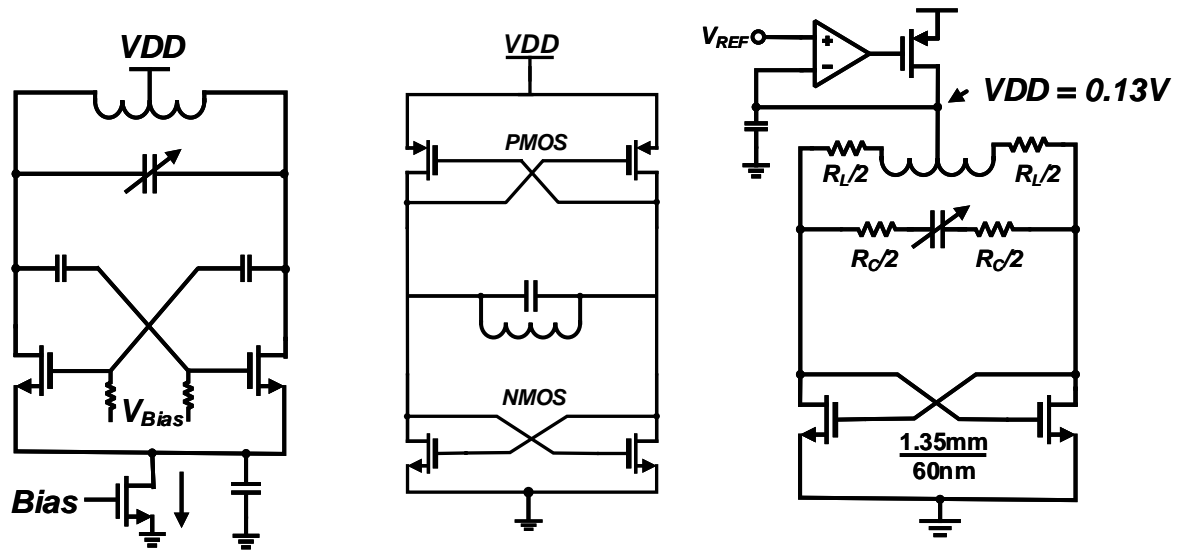 VDD
VBias
Bias
VDD
PMOS
NMOS
VREF
+
-
VDD = 0.13V
RL/2
RL/2
RC/2
RC/2
1.35mm
60nm